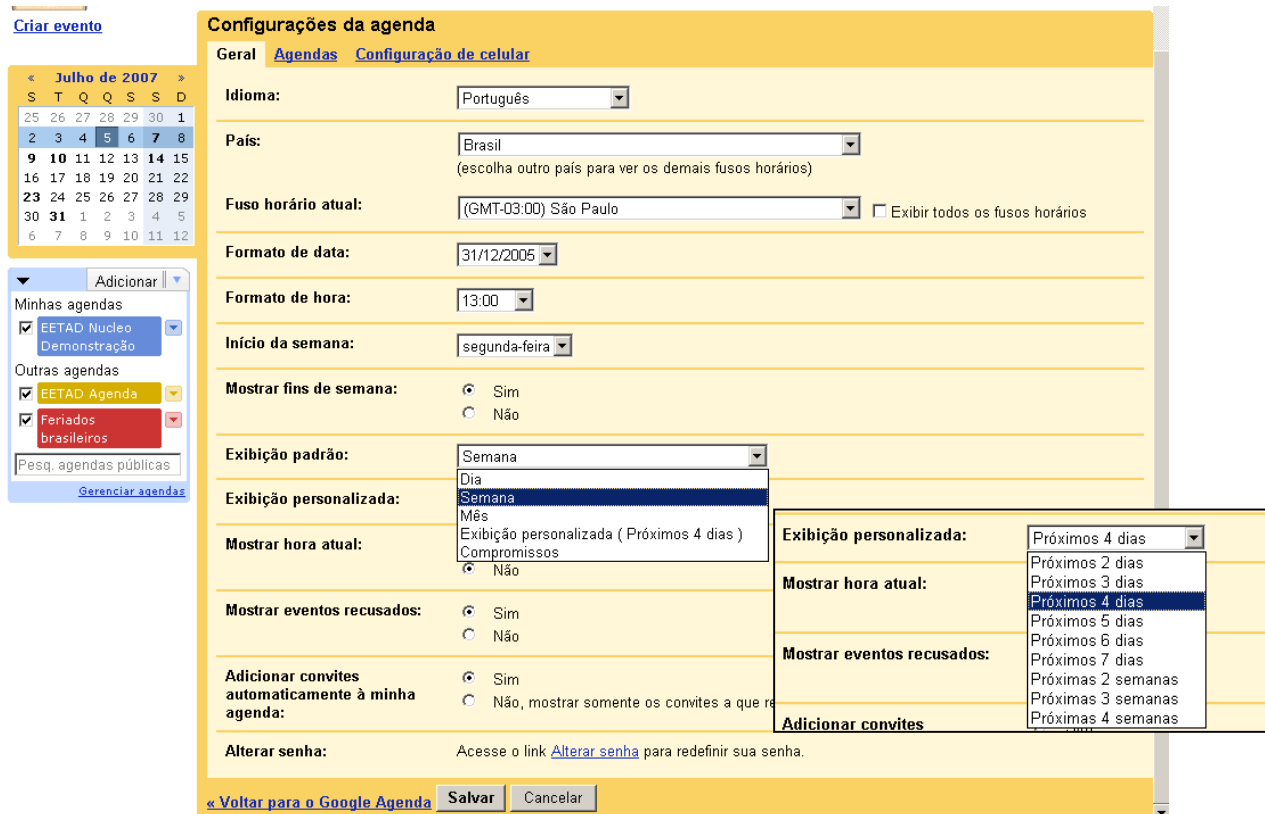 Criar evento
« Julho de 2007 »
S T Q Q S S D
25 26 27 28 29 30 1
2 3 4 5 6 7 8
9 10 11 12 13 14 15
16 17 18 19 20 21 22
23 24 25 26 27 28 29
30 31 1 2 3 4 5
6 7 8 9 10 11 12
Adicionar
Minhas agendas
EETAD Nucleo
Demonstração
Outras agendas
EETAD Agenda
Feriados
brasileiros
Pesq. agendas públicas
Gerenciar agendas
Configurações da agenda
Geral Agendas Configuração de celular
Idioma: Português
País: Brasil
(escolha outro país para ver os demais fusos horários)
Fuso horário atual: (GMT-03:00) São Paulo Exibir todos os fusos horários
Formato de data: 31/12/2005
Formato de hora: 13:00
Início da semana: segunda-feira
Mostrar fins de semana: Sim
Não
Exibição padrão: Semana
Dia
Semana
Mês
Exibição personalizada ( Próximos 4 dias )
Compromissos
Exibição personalizada:
Mostrar hora atual:
Não
Mostrar eventos recusados: Sim
Não
Adicionar convites
automaticamente à minha
agenda:
Sim
Não, mostrar somente os convites a que
Alterar senha: Acesse o link Alterar senha para redefinir sua senha.
« Voltar para o Google Agenda Salvar Cancelar
Exibição personalizada: Próximos 4 dias
Próximos 2 dias
Próximos 3 dias
Próximos 4 dias
Próximos 5 dias
Próximos 6 dias
Próximos 7 dias
Próximas 2 semanas
Próximas 3 semanas
Próximas 4 semanas
Mostrar hora atual:
Mostrar eventos recusados:
Adicionar convites